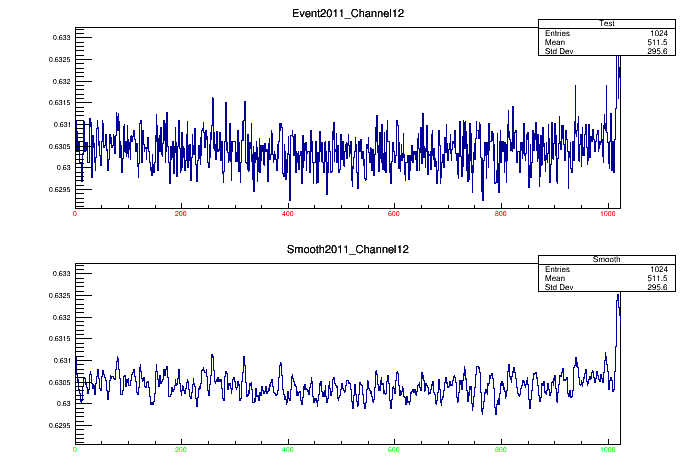 Event2011_Channel12
Test
Entries 1024
Mean 511.5
Std Dev 295.6
0.633
0.6325
0.632
0.6315
0.631
0.6305
0.63
0.6295
0 200 400 600 800 1000
Smooth2011_Channel12
Smooth
Entries 1024
Mean 511.5
Std Dev 295.6
0.633
0.6325
0.632
0.6315
0.631
0.6305
0.63
0.6295
0 200 400 600 800 1000